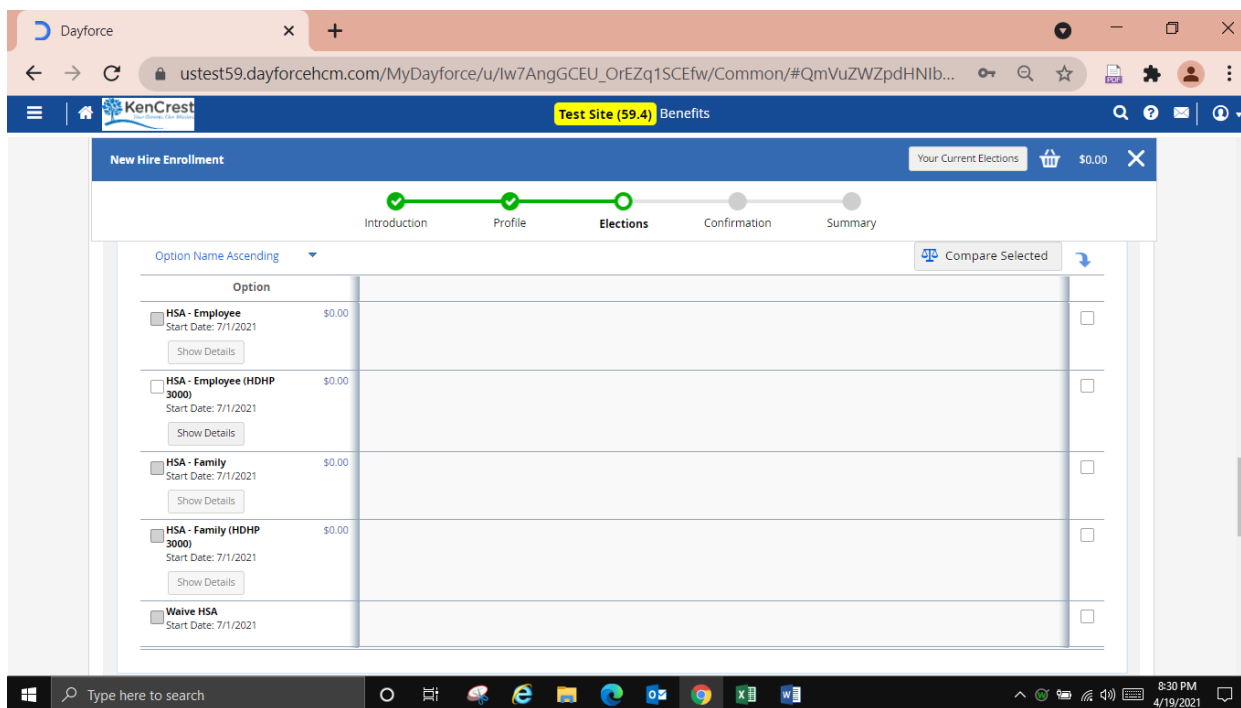 Dayforce
ustest59.dayforcehcm.com/MyDayforce/u/Iw7AngGCEU_OrEZq1SCEfw/Common/#QmVuZWZpdHNIb...
KenCrest
Test Site (59.4) Benefits
New Hire Enrollment
Your Current Elections
$0.00
Introduction
Profile
Elections
Confirmation
Summary
Option Name Ascending
Compare Selected
Option
HSA - Employee $0.00
Start Date: 7/1/2021
Show Details
HSA - Employee (HDHP $0.00
3000)
Start Date: 7/1/2021
Show Details
HSA - Family $0.00
Start Date: 7/1/2021
Show Details
HSA - Family (HDHP $0.00
3000)
Start Date: 7/1/2021
Show Details
Waive HSA
Start Date: 7/1/2021
Type here to search
8:30 PM
4/19/2021